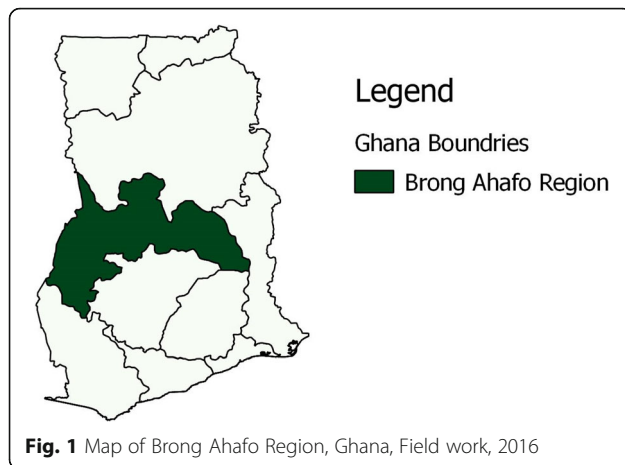 Legend
Ghana Boundries
Brong Ahafo Region
Fig. 1 Map of Brong Ahafo Region, Ghana, Field work, 2016